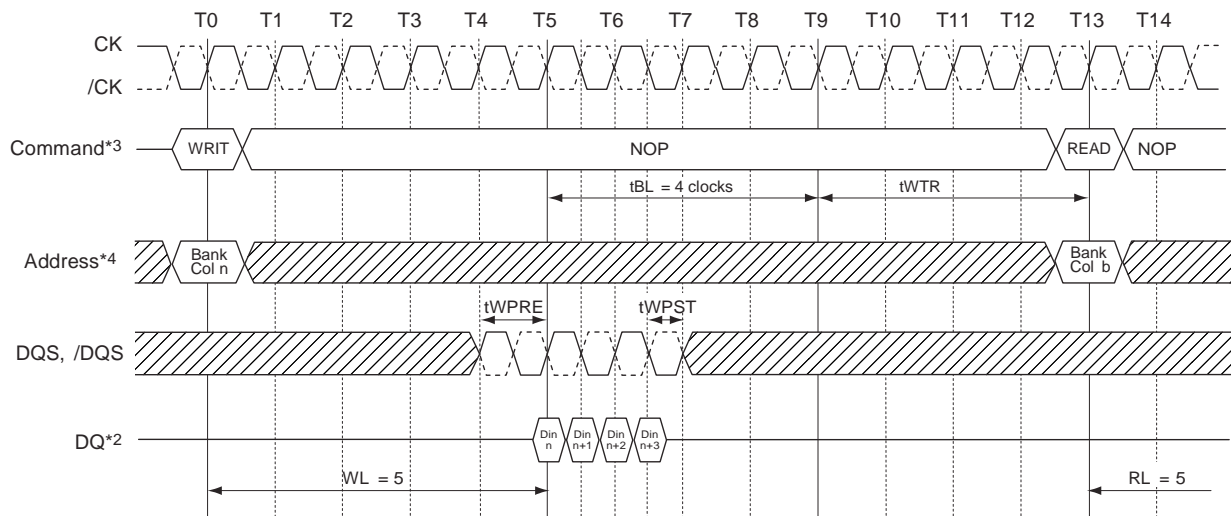 T0 T1 T2 T3 T4 T5 T6 T7 T8 T9 T10 T11 T12 T13 T14
CK
/CK
Command*3 WRIT NOP READ NOP
tBL = 4 clocks tWTR
Address*4 Bank Col n Bank Col b
tWPRE tWPST
DQS, /DQS
DQ*2 Din n Din n+1 Din n+2 Din n+3
WL = 5 RL = 5